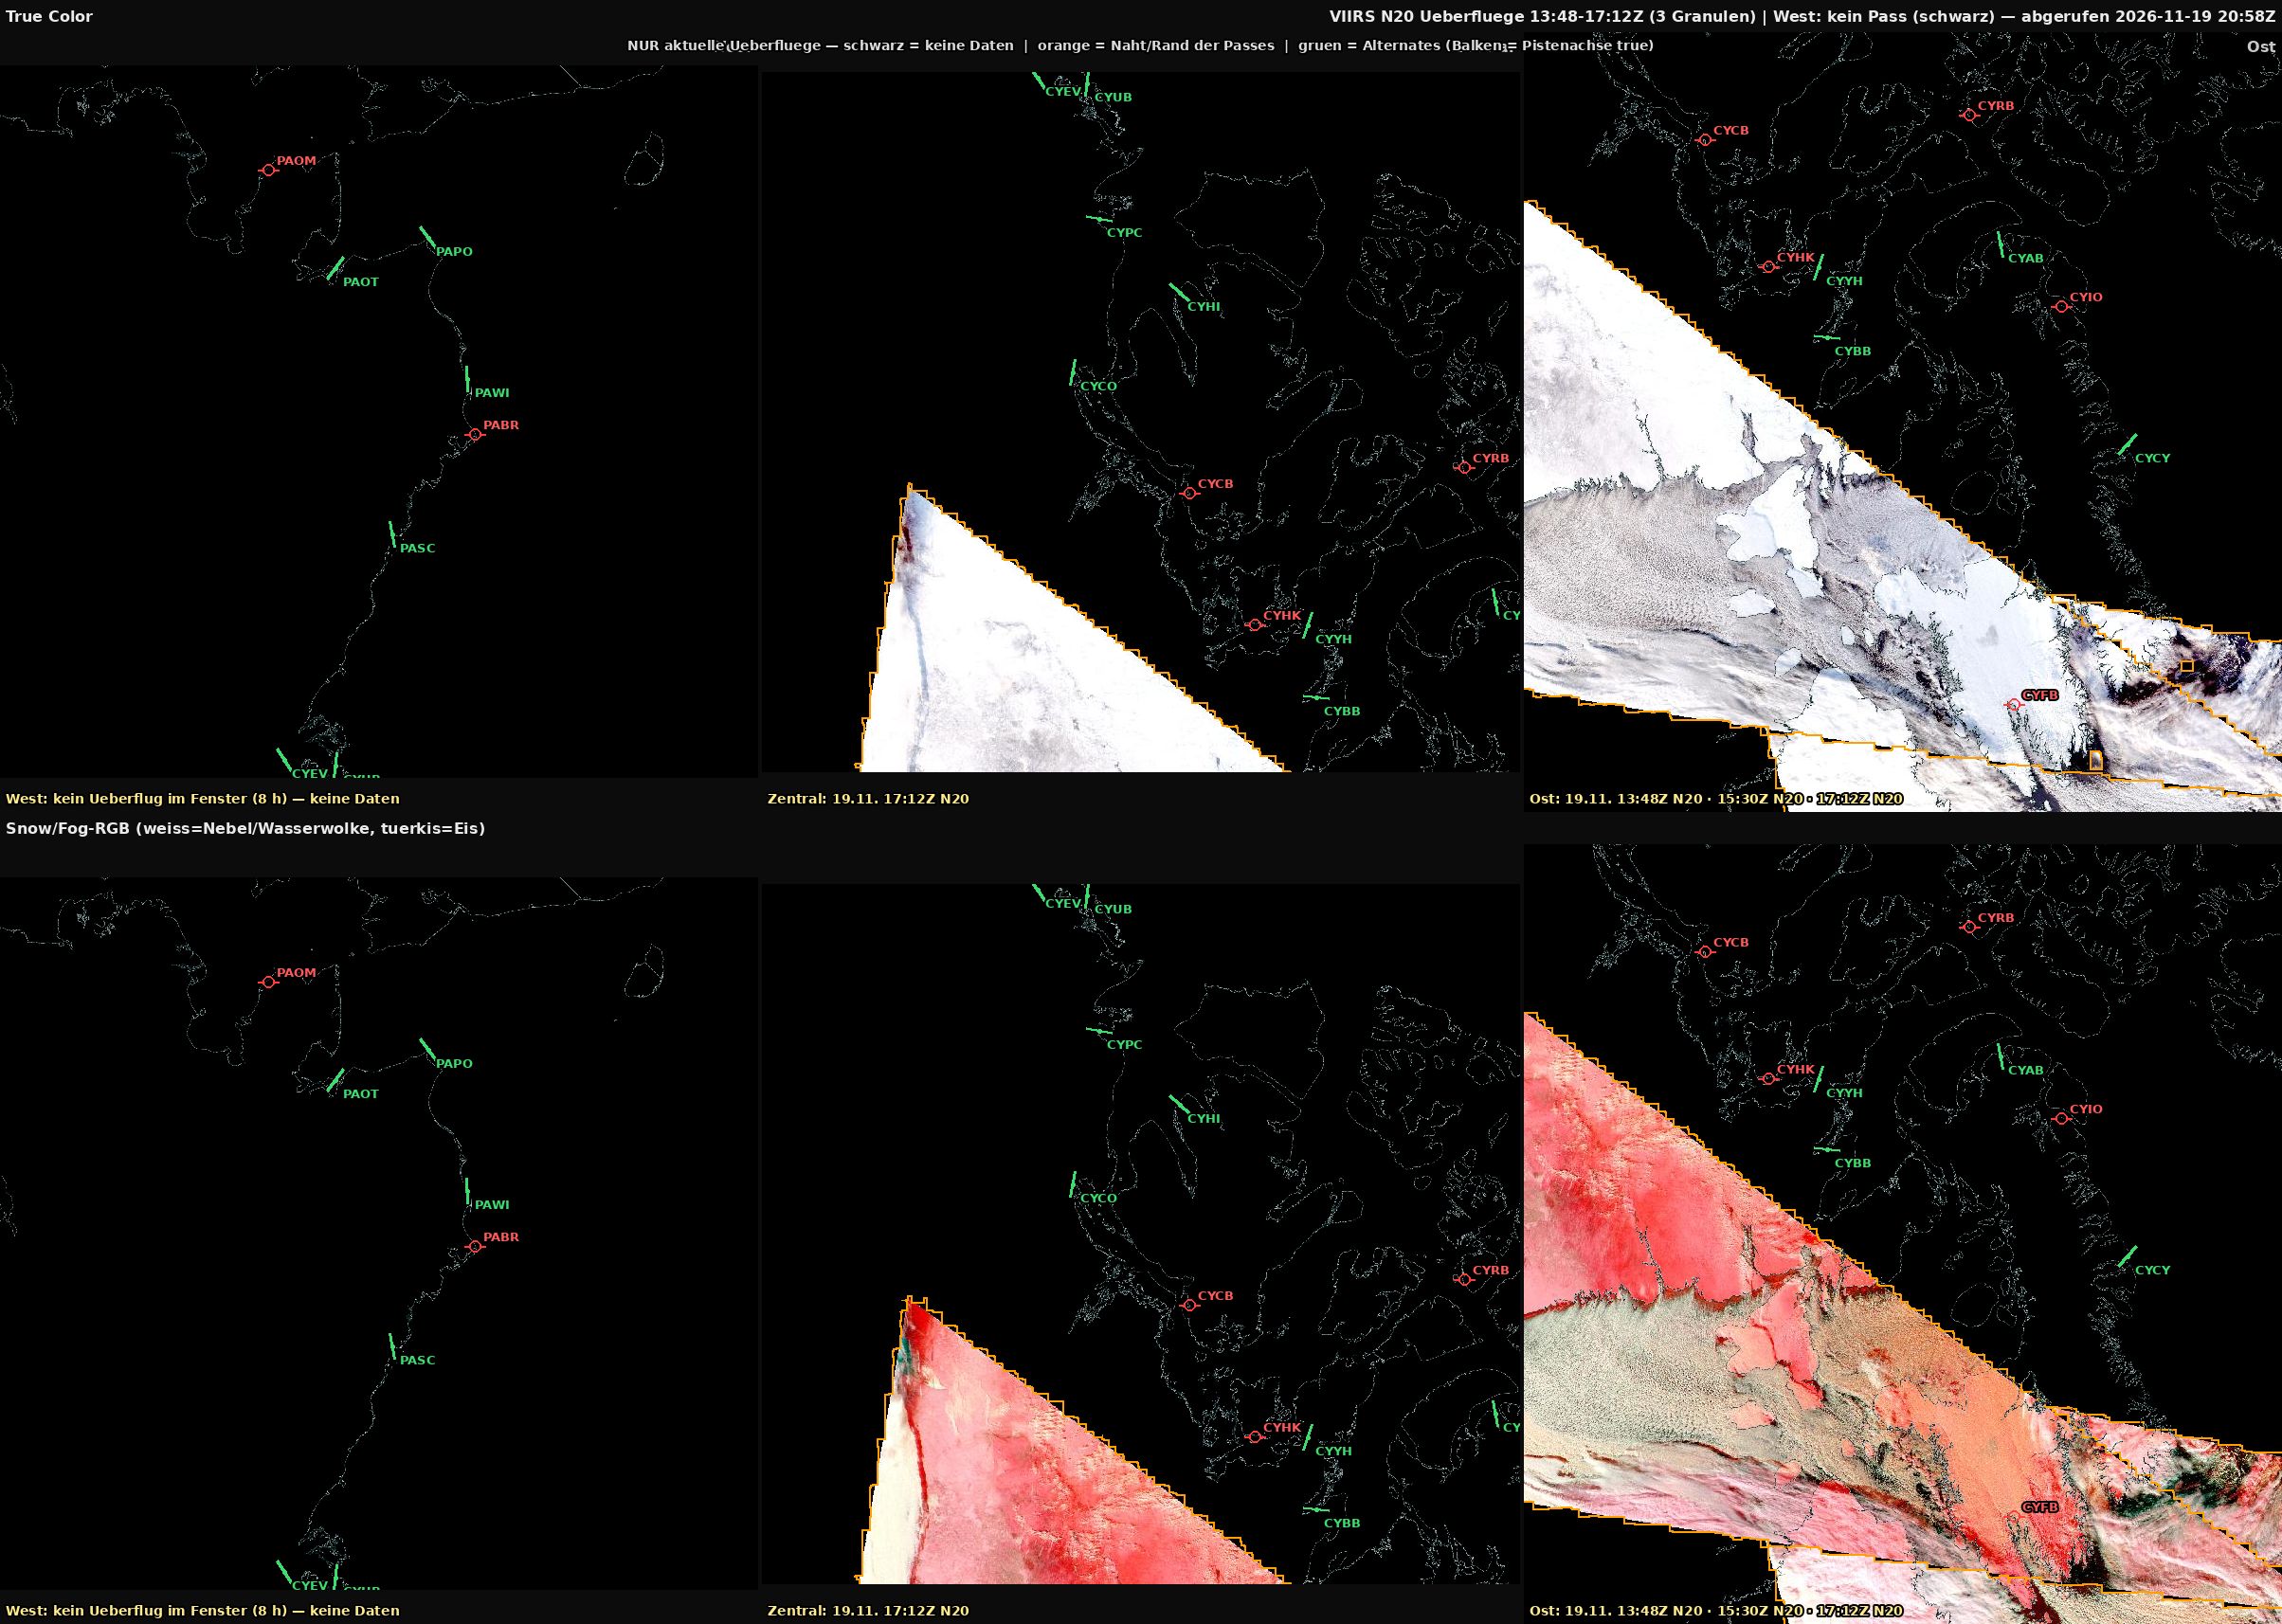 True Color
VIIRS N20 Ueberfluege 13:48-17:12Z (3 Granulen) | West: kein Pass (schwarz) — abgerufen 2026-11-19 20:58Z
NUR aktuelle Ueberfluege — schwarz = keine Daten | orange = Naht/Rand der Passes | gruen = Alternates (Balken = Pistenachse true)
Ost
PAOM
PAPO
PAOT
PAWI
PABR
PASC
CYEV
West: kein Ueberflug im Fenster (8 h) — keine Daten
CYEV
CYUB
CYPC
CYHI
CYCO
CYRB
CYCB
CYHK
CYYH
CY
CYBB
Zentral: 19.11. 17:12Z N20
CYRB
CYCB
CYHK
CYAB
CYYH
CYIO
CYBB
CYCY
CYFB
Ost: 19.11. 13:48Z N20 · 15:30Z N20 · 17:12Z N20
Snow/Fog-RGB (weiss=Nebel/Wasserwolke, tuerkis=Eis)
PAOM
PAPO
PAOT
PAWI
PABR
PASC
CYEV
West: kein Ueberflug im Fenster (8 h) — keine Daten
CYEV
CYUB
CYPC
CYHI
CYCO
CYRB
CYCB
CYHK
CYYH
CY
CYBB
Zentral: 19.11. 17:12Z N20
CYRB
CYCB
CYHK
CYAB
CYYH
CYIO
CYBB
CYCY
CYFB
Ost: 19.11. 13:48Z N20 · 15:30Z N20 · 17:12Z N20